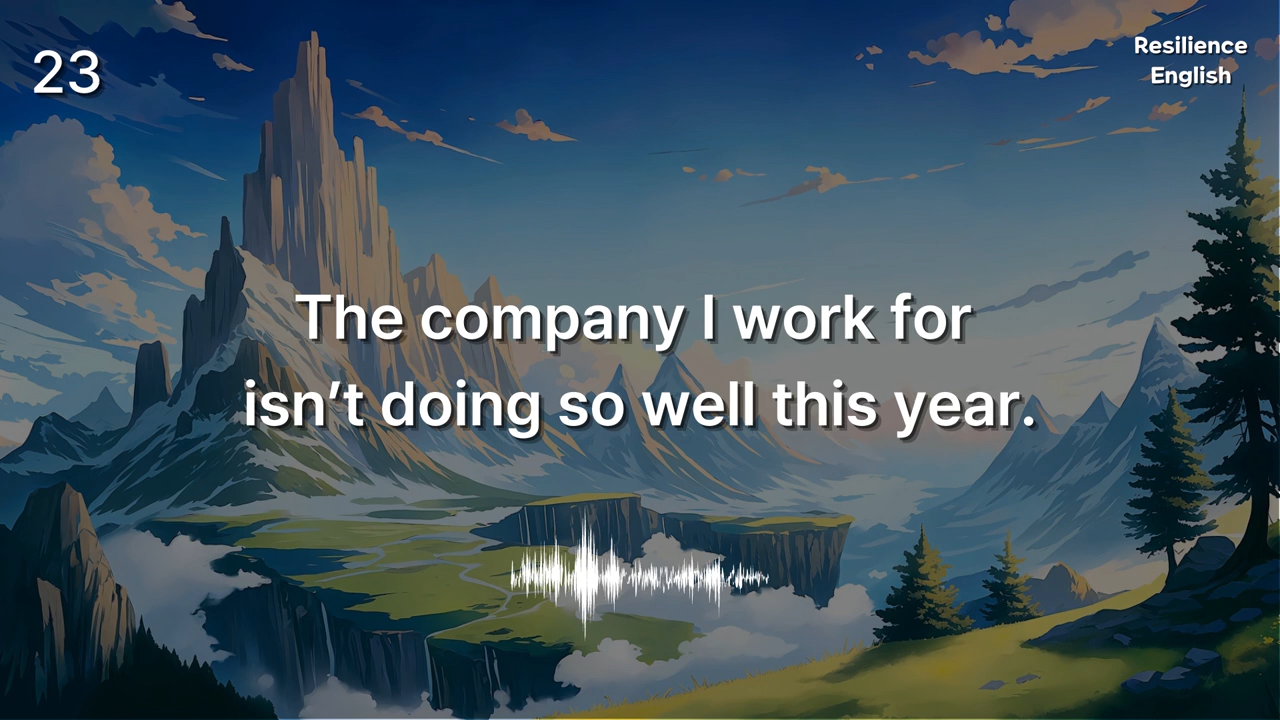 23
Resilience
English
The company I work for
isn’t doing so well this year.